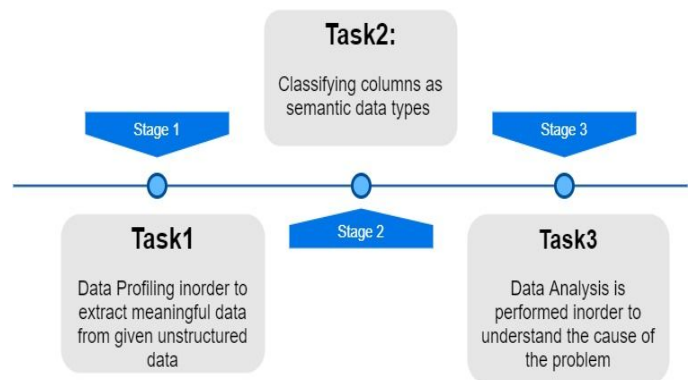 Task2:
Classifying columns as
semantic data types
Stage 1
Stage 3
Stage 2
Task1
Data Profiling inorder to
extract meaningful data
from given unstructured
data
Task3
Data Analysis is
performed inorder to
understand the cause of
the problem